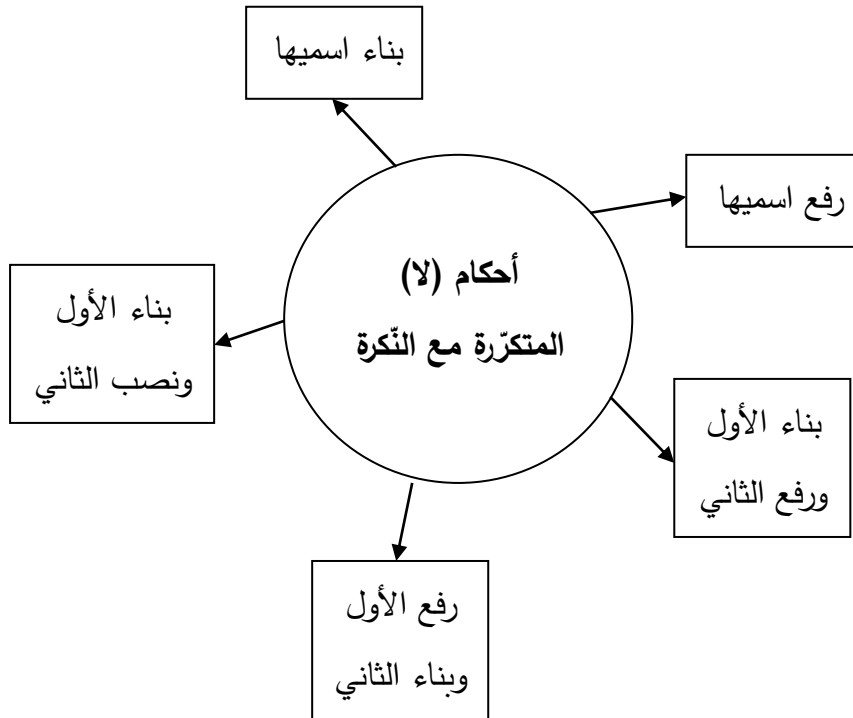 بناء اسميها
رفع اسميها
أحكام (لا)
المتكرّرة مع النّكرة
بناء الأول
ونصب الثاني
بناء الأول
ورفع الثاني
رفع الأول
وبناء الثاني